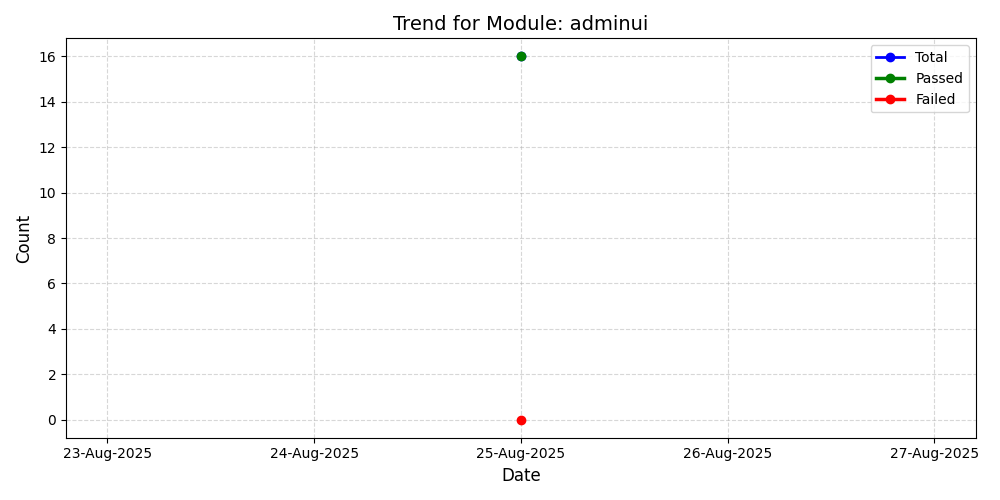 Trend for Module: adminui
Total
Passed
Failed
16
14
12
10
8
6
4
2
0
Count
23-Aug-2025 24-Aug-2025 25-Aug-2025 26-Aug-2025 27-Aug-2025
Date